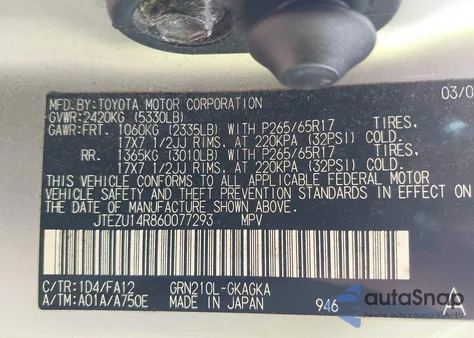 MFD.BY:TOYOTA MOTOR CORPORATION 03/0
GVWR:2420KG (5330LB)
GAWR:FRT. 1060KG (2335LB) WITH P265/65R17 TIRES,
17X7 1/2JJ RIMS, AT 220KPA (32PSI) COLD.
RR. 1365KG (3010LB) WITH P265/65R17 TIRES,
17X7 1/2JJ RIMS, AT 220KPA (32PSI) COLD.
THIS VEHICLE CONFORMS TO ALL APPLICABLE FEDERAL MOTOR
VEHICLE SAFETY AND THEFT PREVENTION STANDARDS IN EFFECT ON
THE DATE OF MANUFACTURE SHOWN ABOVE.
JTEZU14R860077293 MPV
C/TR:1D4/FA12 GRN210L-GKAGKA
A/TM:A01A/A750E MADE IN JAPAN 946 A
autoSnap